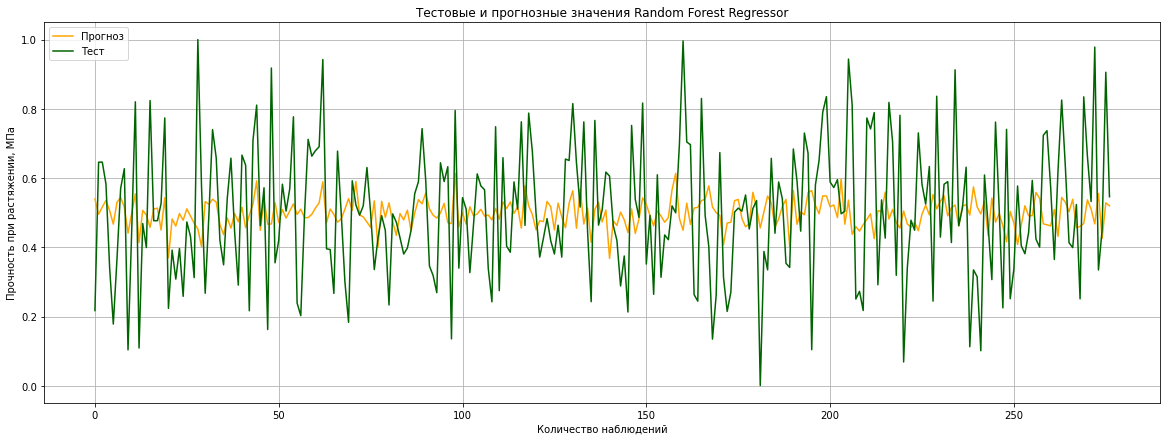 Тестовые и прогнозные значения Random Forest Regressor
Прогноз
Тест
Прочность при растяжении, МПа
1.0
0.8
0.6
0.4
0.2
0.0
0
50
100
150
200
250
Количество наблюдений